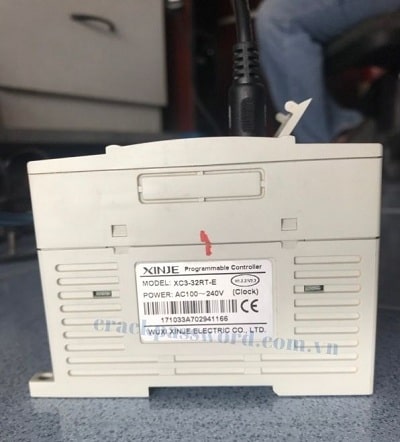 XINJE Programmable Controller
MODEL: XC3-32RT-E
POWER: AC100～240V (Clock)
171033A702941166
WUXI XINJE ELECTRIC CO., LTD.
crackpassword.com.vn